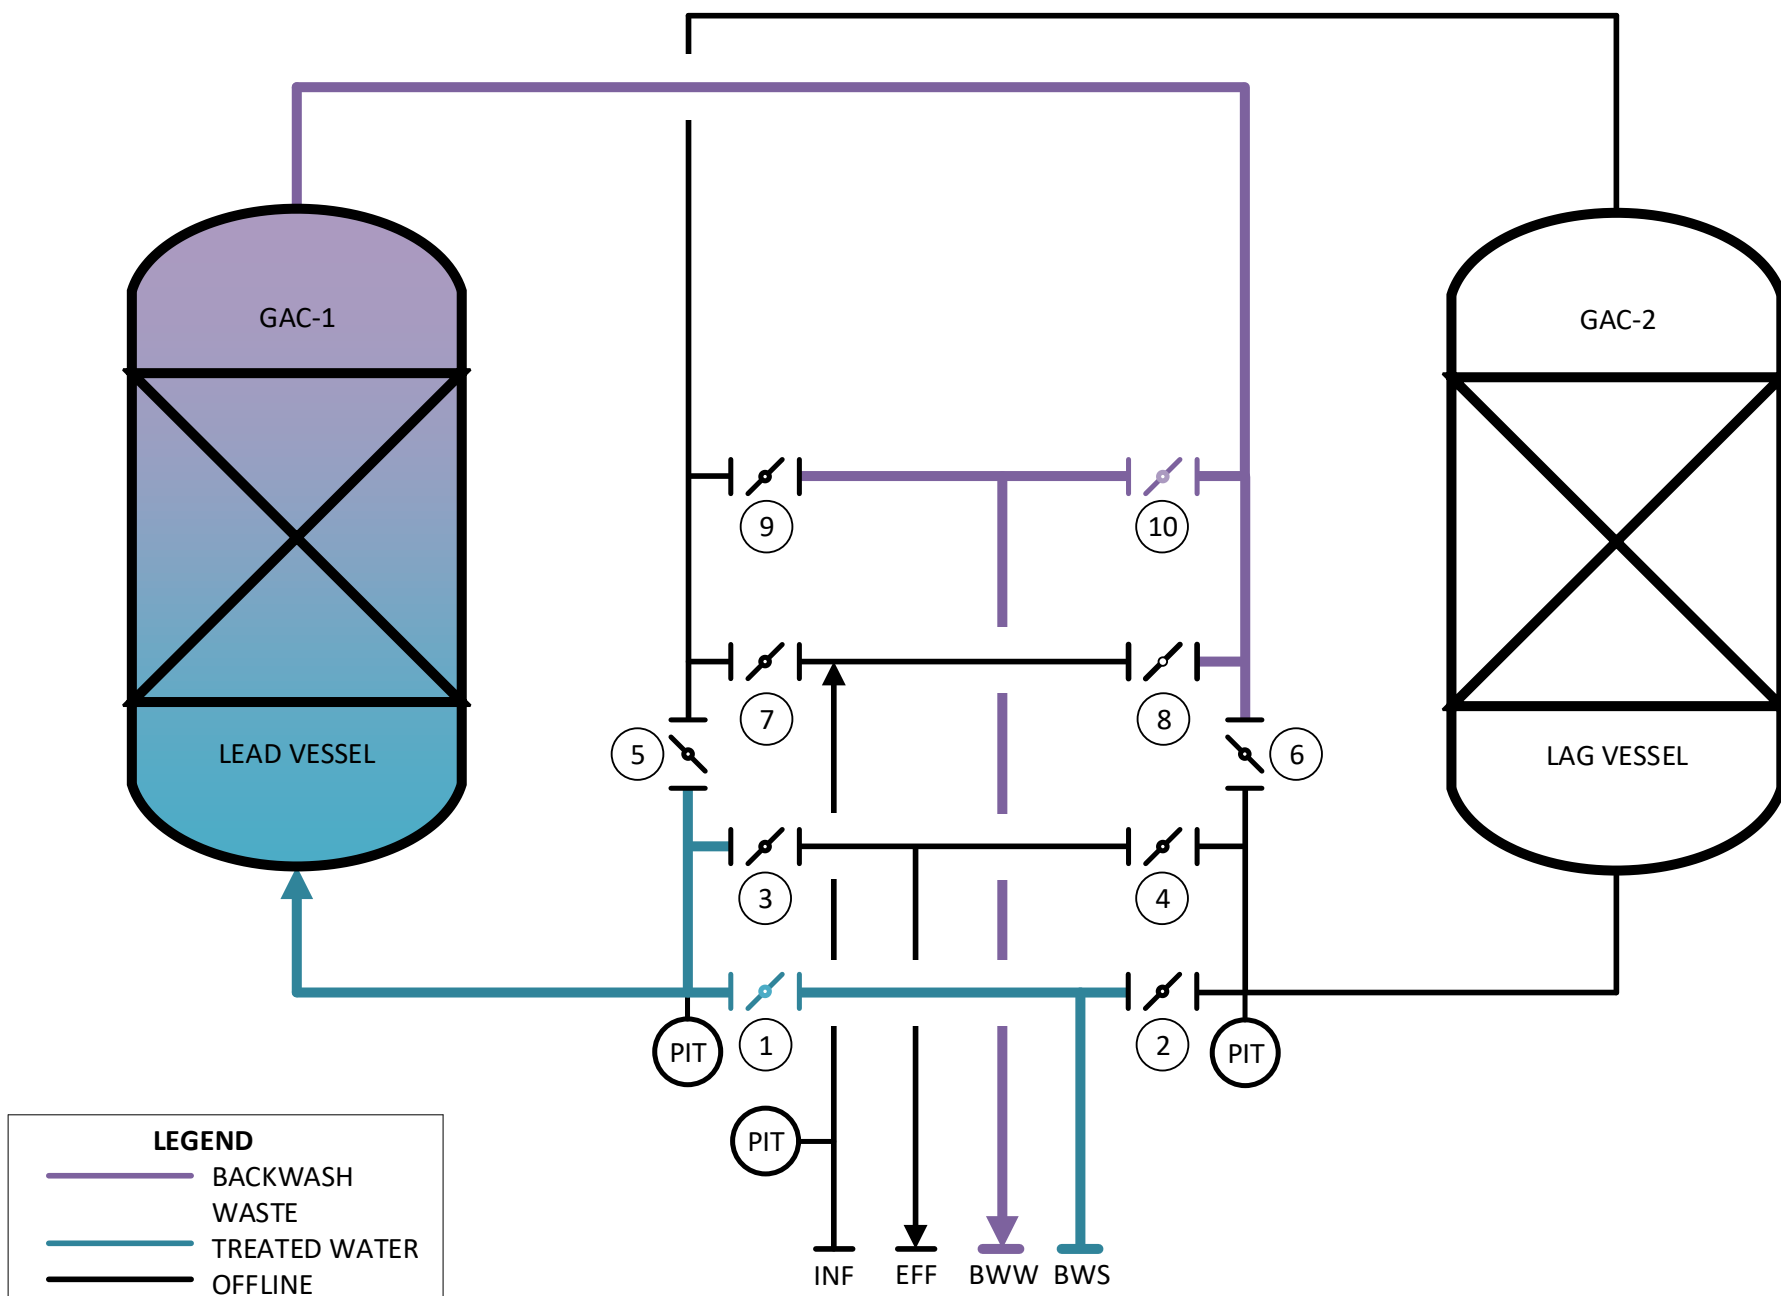 GAC-1
GAC-2
9
10
7
8
LEAD VESSEL
5
6
LAG VESSEL
3
4
PIT
1
2
PIT
PIT
LEGEND
BACKWASH
WASTE
TREATED WATER
OFFLINE
INF
EFF
BWW
BWS